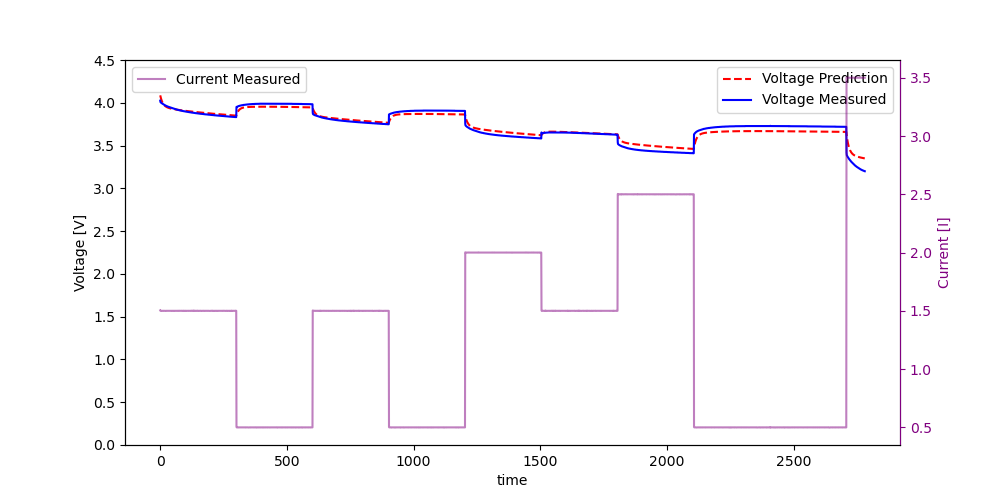 Current Measured
Voltage Prediction
Voltage Measured
Voltage [V]
4.5
4.0
3.5
3.0
2.5
2.0
1.5
1.0
0.5
0.0
3.5
3.0
2.5
2.0
1.5
1.0
0.5
Current [I]
0 500 1000 1500 2000 2500
time